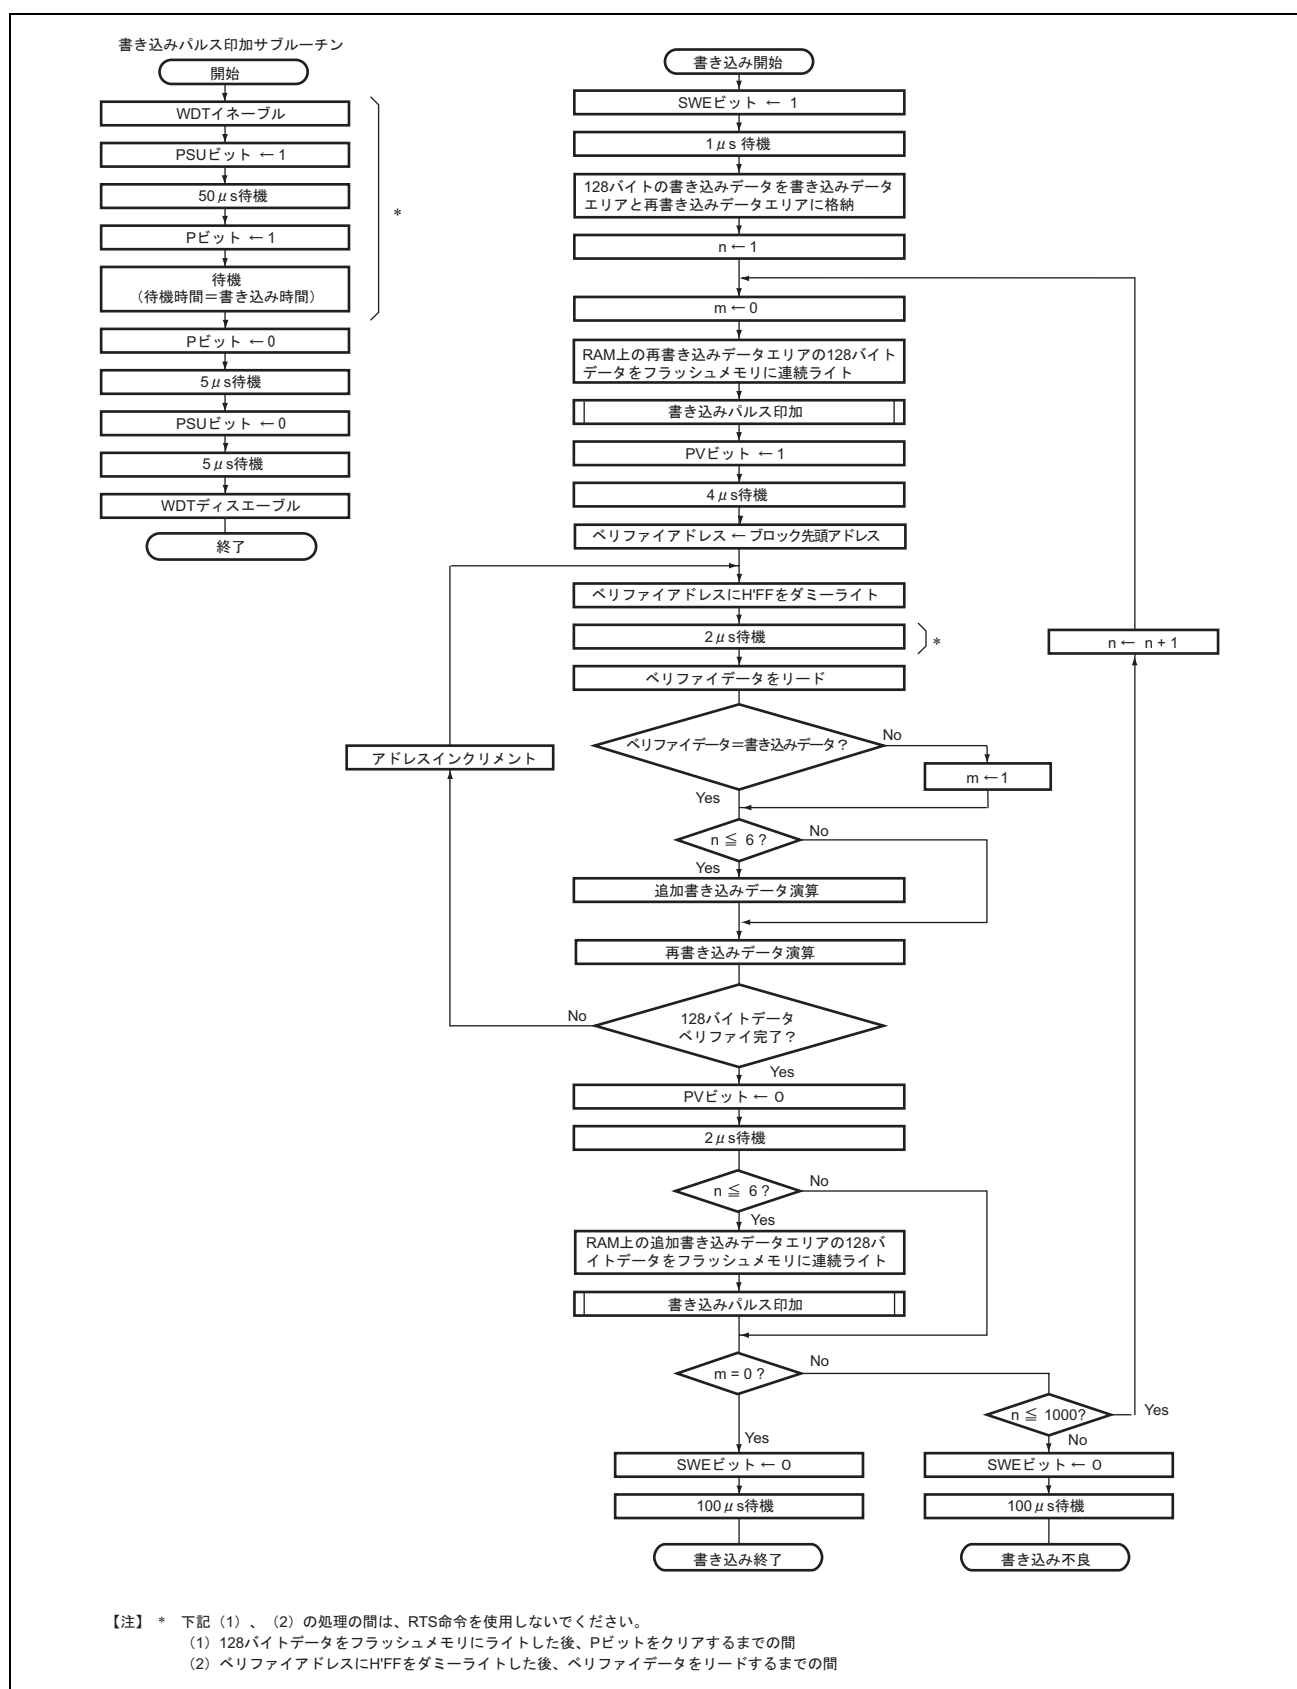 書き込みパルス印加サブルーチン
開始
WDTイネーブル
PSUビット ← 1
50μs待機
Pビット ← 1
待機
（待機時間＝書き込み時間）
*
Pビット ← 0
5μs待機
PSUビット ← 0
5μs待機
WDTディスエーブル
終了
書き込み開始
SWEビット ← 1
1μs 待機
128バイトの書き込みデータを書き込みデータ
エリアと再書き込みデータエリアに格納
n ← 1
m ← 0
RAM上の再書き込みデータエリアの128バイト
データをフラッシュメモリに連続ライト
書き込みパルス印加
PVビット ← 1
4μs待機
ベリファイアドレス ← ブロック先頭アドレス
ベリファイアドレスにH'FFをダミーライト
2μs待機
*
n ← n + 1
ベリファイデータをリード
ベリファイデータ＝書き込みデータ？
No
アドレスインクリメント
m ← 1
Yes
n ≦ 6 ?
No
Yes
追加書き込みデータ演算
再書き込みデータ演算
128バイトデータ
ベリファイ完了？
No
Yes
PVビット ← 0
2μs待機
n ≦ 6 ?
No
Yes
RAM上の追加書き込みデータエリアの128バ
イトデータをフラッシュメモリに連続ライト
書き込みパルス印加
m = 0 ?
No
n ≦ 1000?
Yes
Yes
No
SWEビット ← 0
SWEビット ← 0
100μs待機
100μs待機
書き込み終了
書き込み不良
【注】 * 下記（1）、（2）の処理の間は、RTS命令を使用しないでください。
（1）128バイトデータをフラッシュメモリにライトした後、Pビットをクリアするまでの間
（2）ベリファイアドレスにH'FFをダミーライトした後、ベリファイデータをリードするまでの間